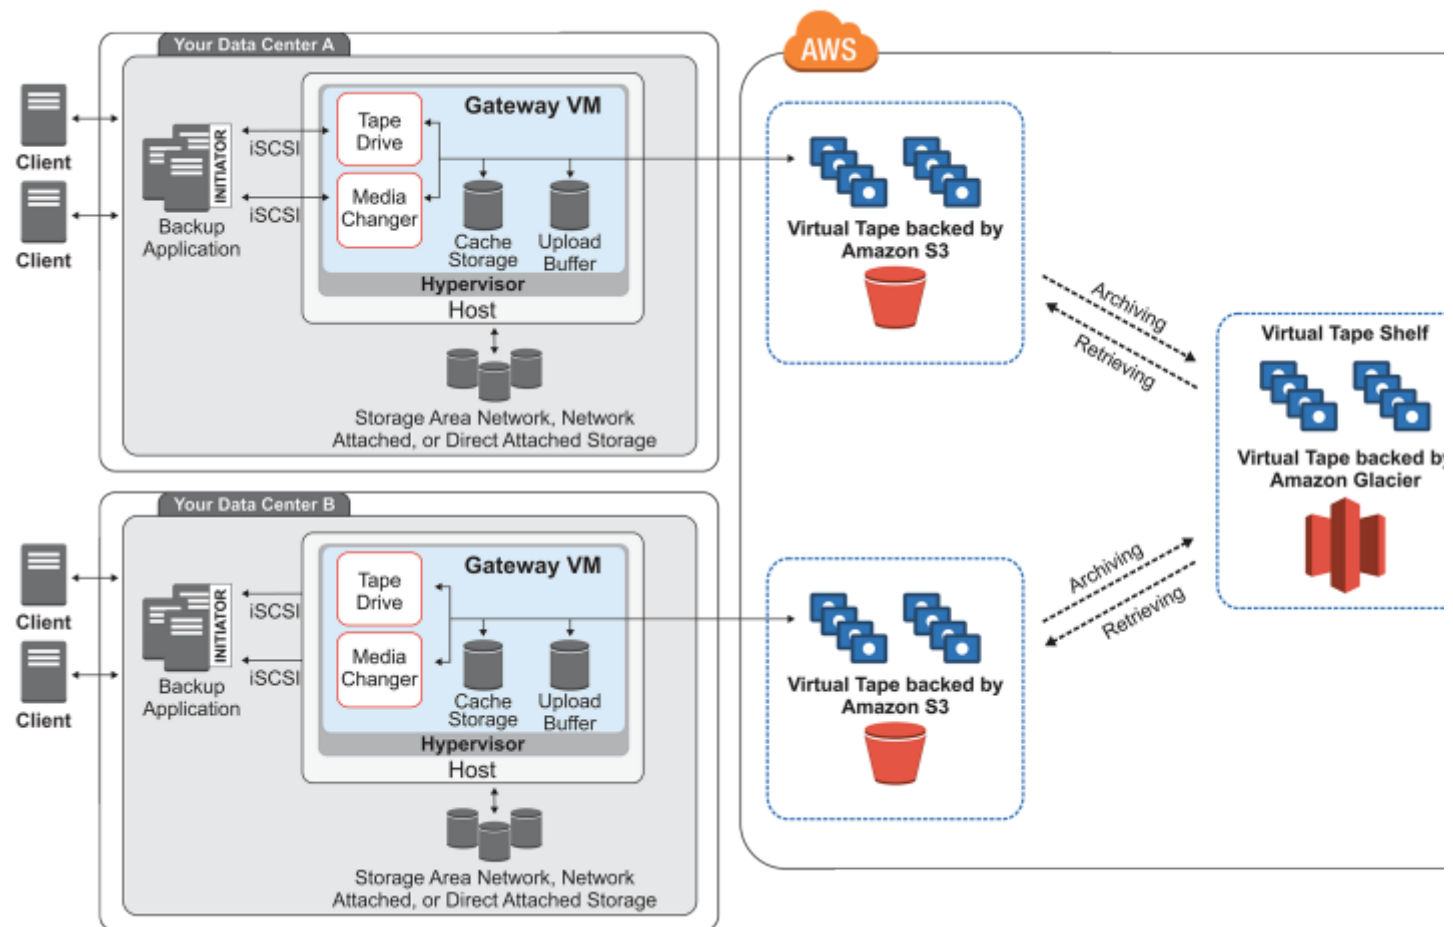 Your Data Center A
AWS
Client
Client
INITIATOR
Backup
Application
iSCSI
iSCSI
Gateway VM
Tape
Drive
Media
Changer
Cache
Storage
Upload
Buffer
Hypervisor
Host
Storage Area Network, Network
Attached, or Direct Attached Storage
Virtual Tape backed by
Amazon S3
Archiving
Retrieving
Virtual Tape Shelf
Virtual Tape backed by
Amazon Glacier
Your Data Center B
Client
Client
INITIATOR
Backup
Application
iSCSI
iSCSI
Gateway VM
Tape
Drive
Media
Changer
Cache
Storage
Upload
Buffer
Hypervisor
Host
Storage Area Network, Network
Attached, or Direct Attached Storage
Virtual Tape backed by
Amazon S3
Archiving
Retrieving